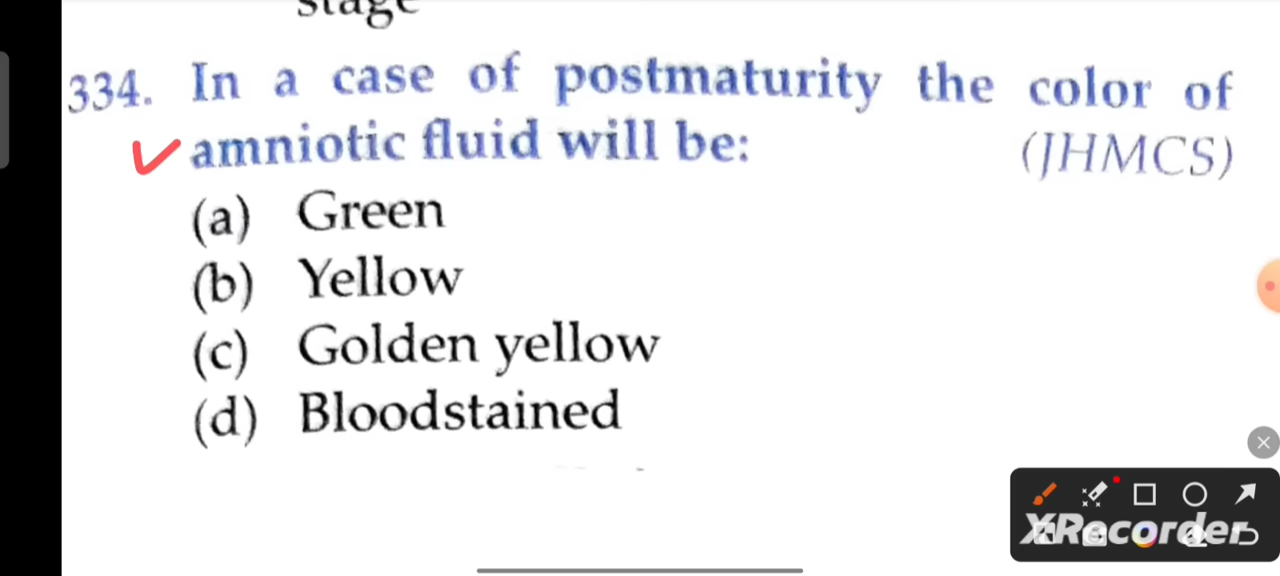 stage
334. In a case of postmaturity the color of
amniotic fluid will be:
(JHMCS)
(a) Green
(b) Yellow
(c) Golden yellow
(d) Bloodstained
XRecorder